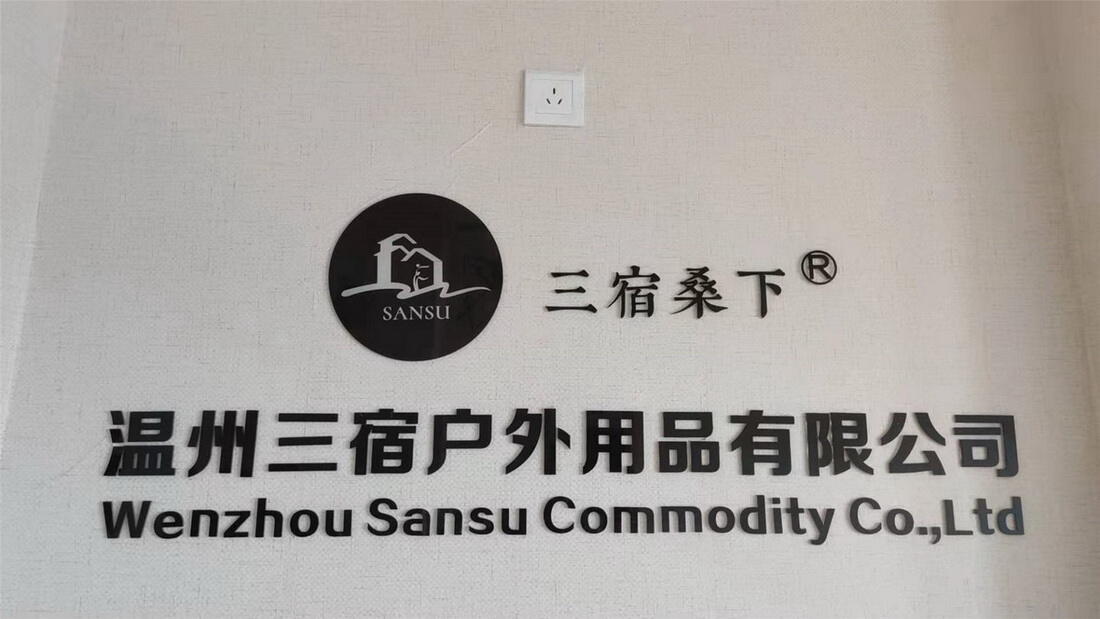 SANSU
三宿桑下®
温州三宿户外用品有限公司
Wenzhou Sansu Commodity Co.,Ltd